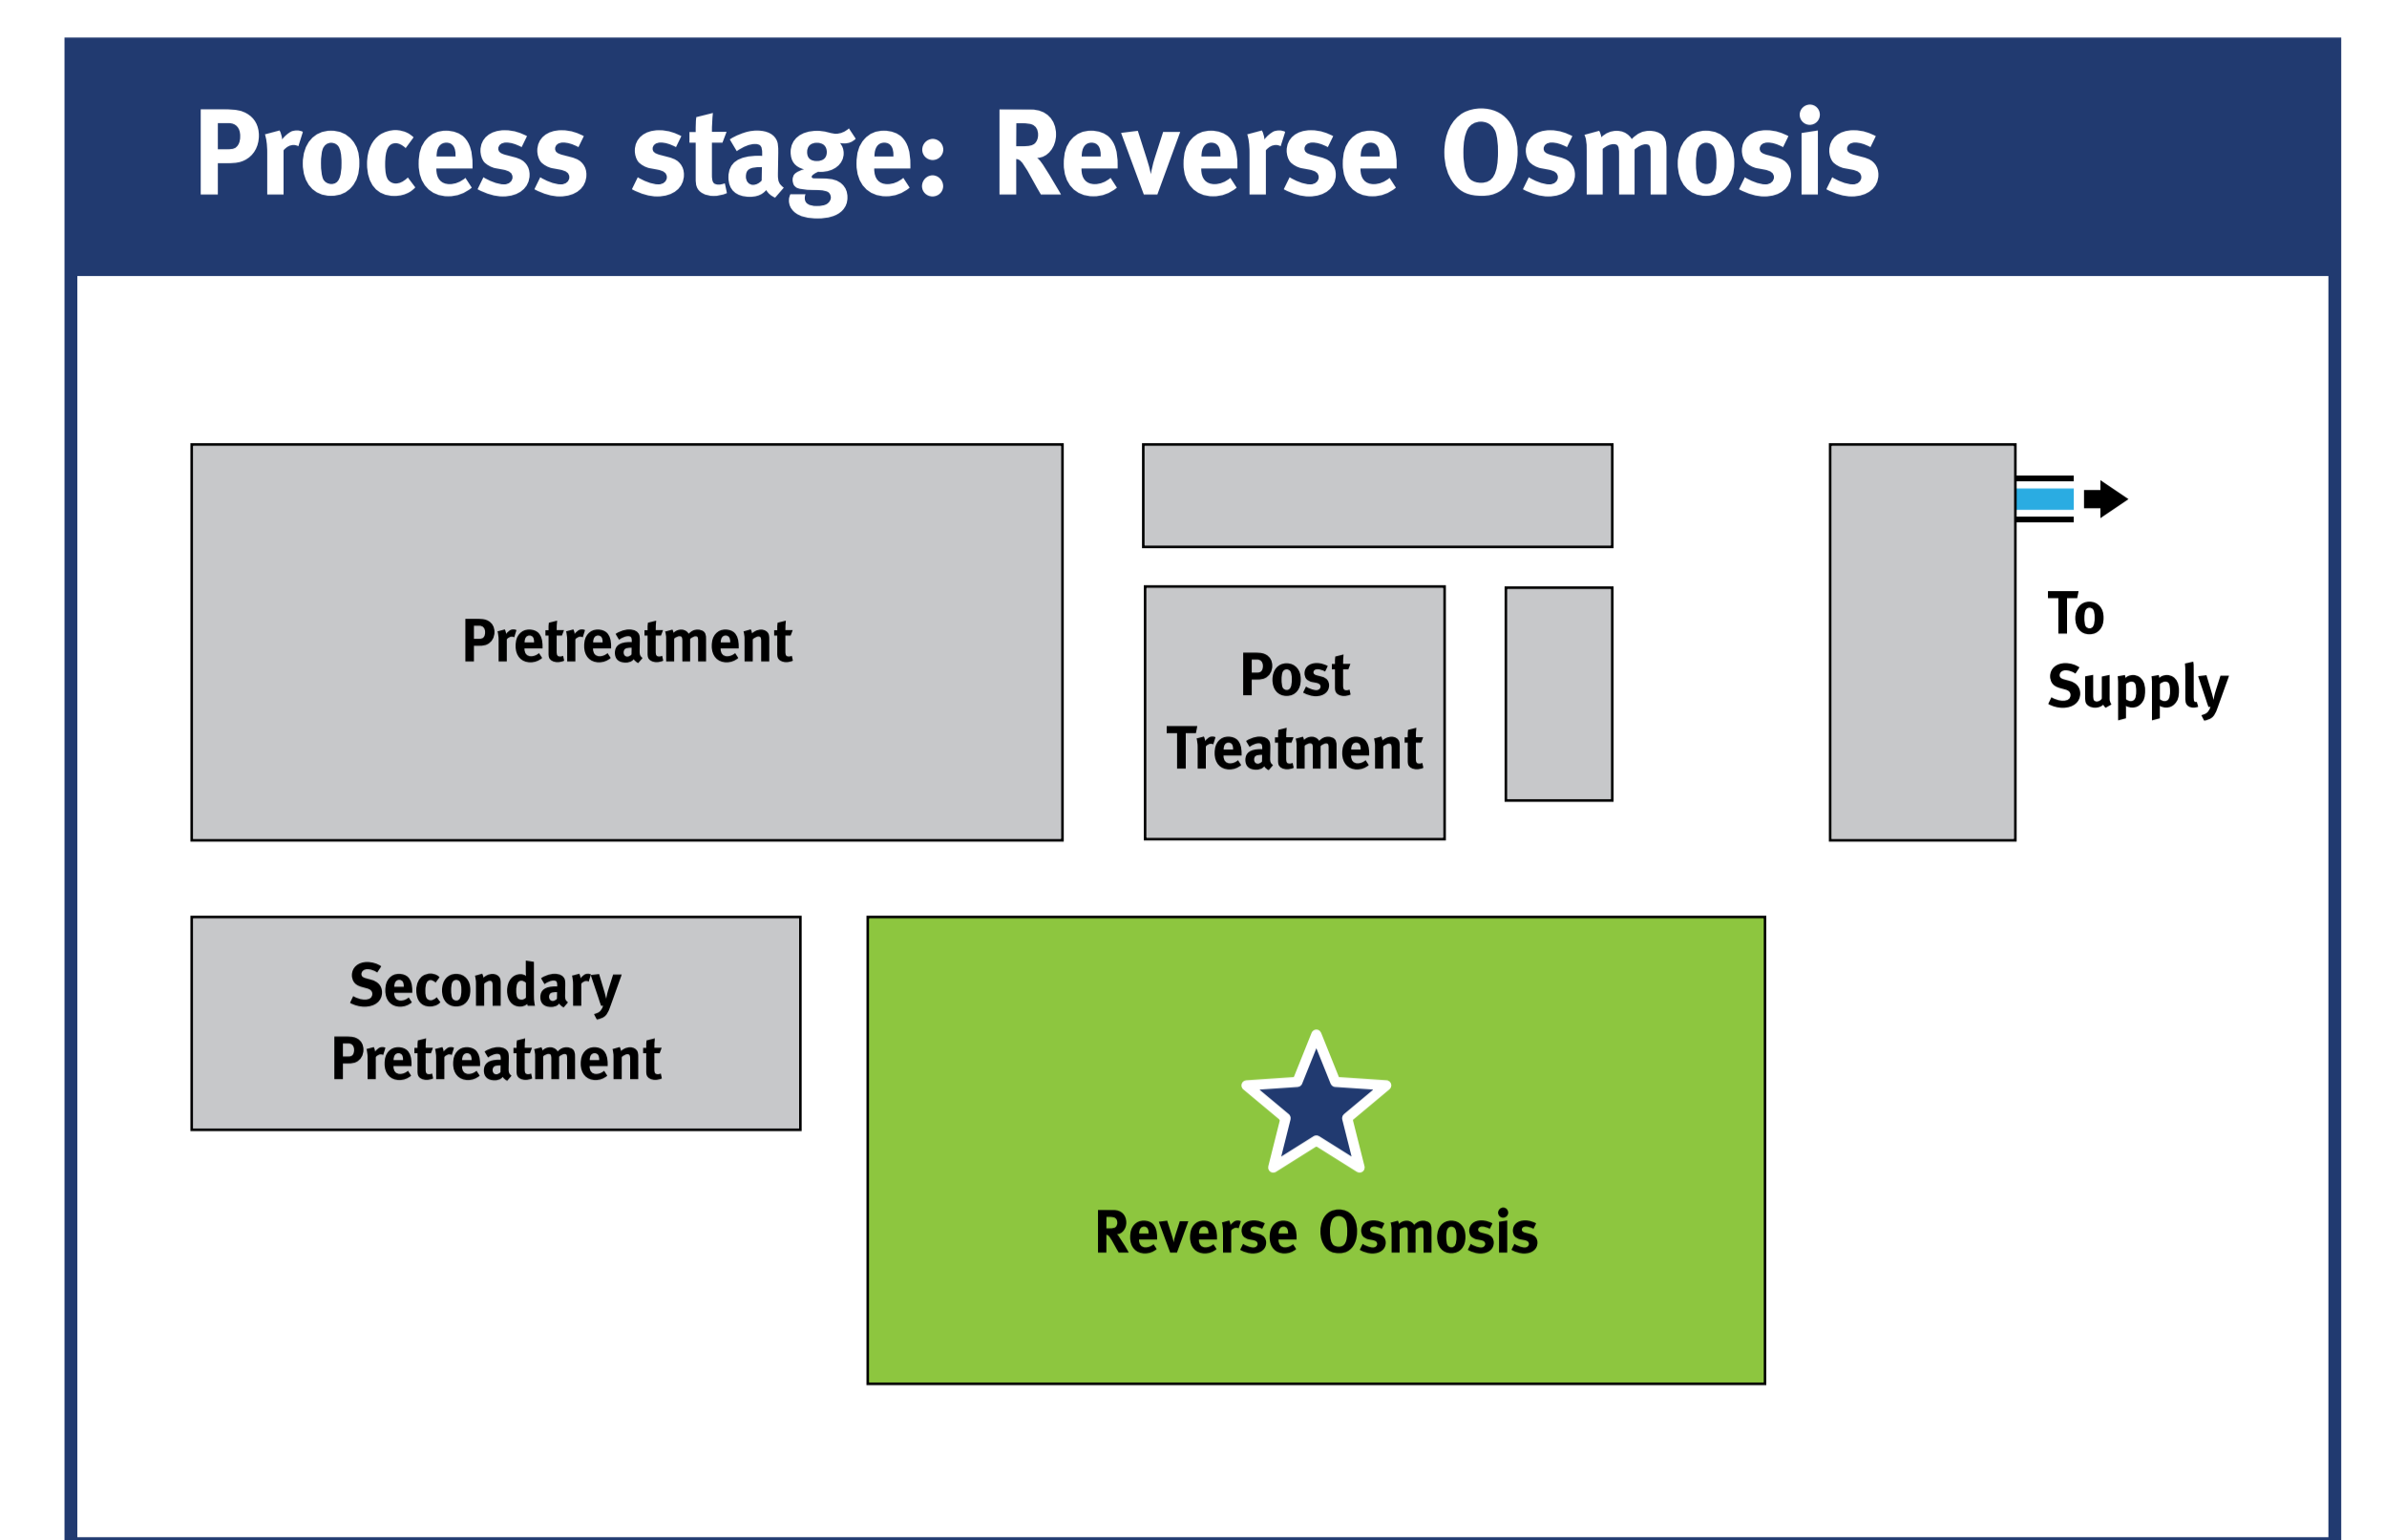 Process stage: Reverse Osmosis
Pretreatment
Post
Treatment
To
Supply
Secondary
Pretreatment
Reverse Osmosis